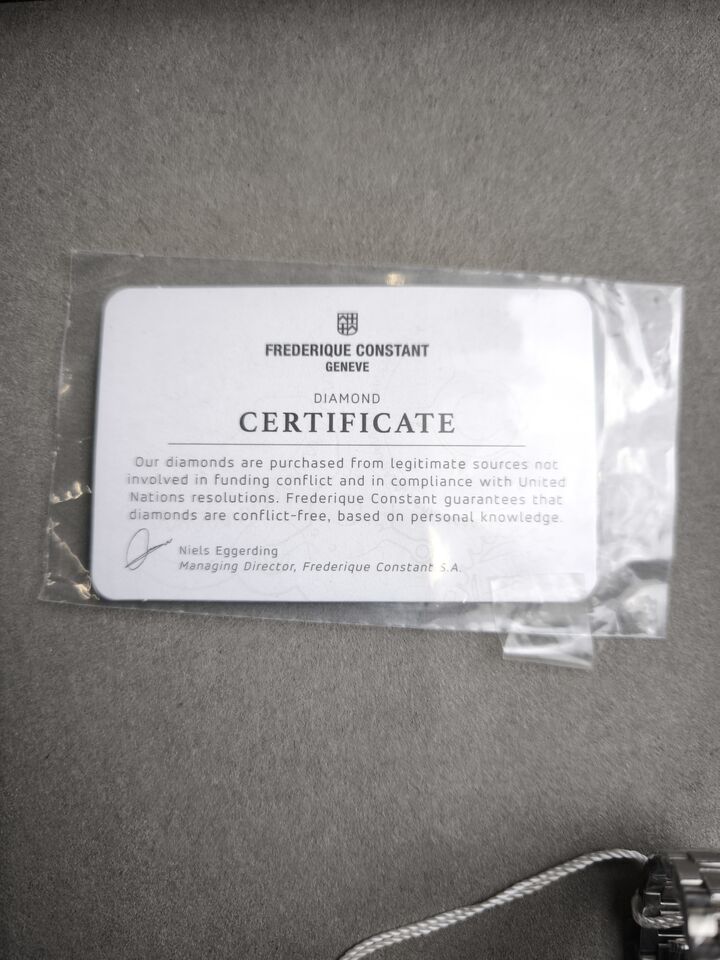 FREDERIQUE CONSTANT
GENEVE
DIAMOND
CERTIFICATE
Our diamonds are purchased from legitimate sources not
involved in funding conflict and in compliance with United
Nations resolutions. Frederique Constant guarantees that
diamonds are conflict-free, based on personal knowledge.
Niels Eggerding
Managing Director, Frederique Constant S.A.